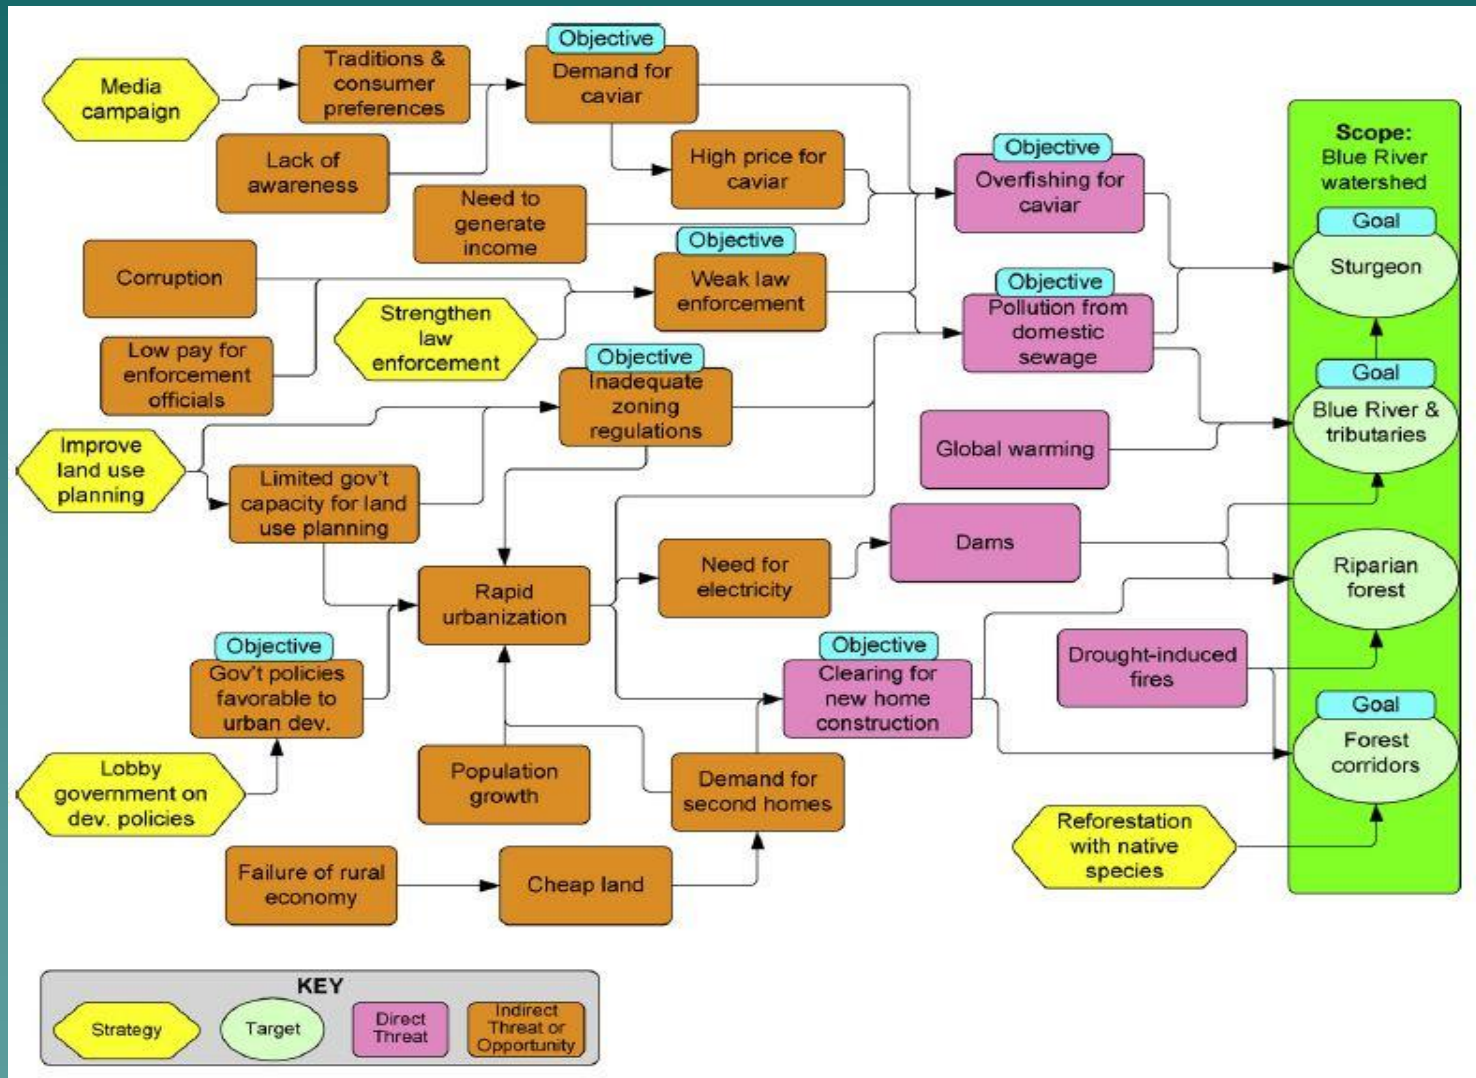 Objective
Media
campaign
Traditions &
consumer
preferences
Demand for
caviar
Lack of
awareness
High price for
caviar
Need to
generate
income
Objective
Overfishing for
caviar
Scope:
Blue River
watershed
Goal
Sturgeon
Corruption
Objective
Weak law
enforcement
Strengthen
law
enforcement
Low pay for
enforcement
officials
Objective
Pollution from
domestic
sewage
Objective
Inadequate
zoning
regulations
Goal
Blue River &
tributaries
Improve
land use
planning
Limited gov't
capacity for land
use planning
Global warming
Dams
Need for
electricity
Rapid
urbanization
Riparian
forest
Objective
Gov't policies
favorable to
urban dev.
Objective
Clearing for
new home
construction
Drought-induced
fires
Goal
Forest
corridors
Lobby
government on
dev. policies
Population
growth
Demand for
second homes
Reforestation
with native
species
Failure of rural
economy
Cheap land
KEY
Strategy
Target
Direct
Threat
Indirect
Threat or
Opportunity